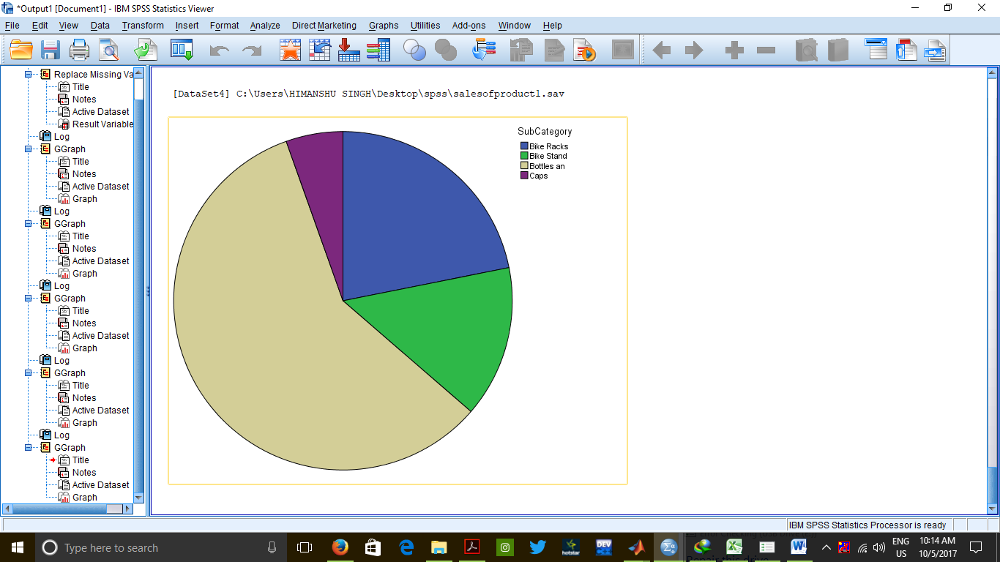 *Output1 [Document1] - IBM SPSS Statistics Viewer
File Edit View Data Transform Insert Format Analyze Direct Marketing Graphs Utilities Add-ons Window Help
Replace Missing Va
Title
Notes
Active Dataset
Result Variable
Log
GGraph
Title
Notes
Active Dataset
Graph
Log
GGraph
Title
Notes
Active Dataset
Graph
Log
GGraph
Title
Notes
Active Dataset
Graph
Log
GGraph
Title
Notes
Active Dataset
Graph
Log
GGraph
Title
Notes
Active Dataset
Graph
[DataSet4] C:\Users\HIMANSHU SINGH\Desktop\spss\salesofproduct1.sav
SubCategory
Bike Racks
Bike Stand
Bottles an
Caps
IBM SPSS Statistics Processor is ready
Type here to search
hotstar
DEV
ENG
US
10:14 AM
10/5/2017